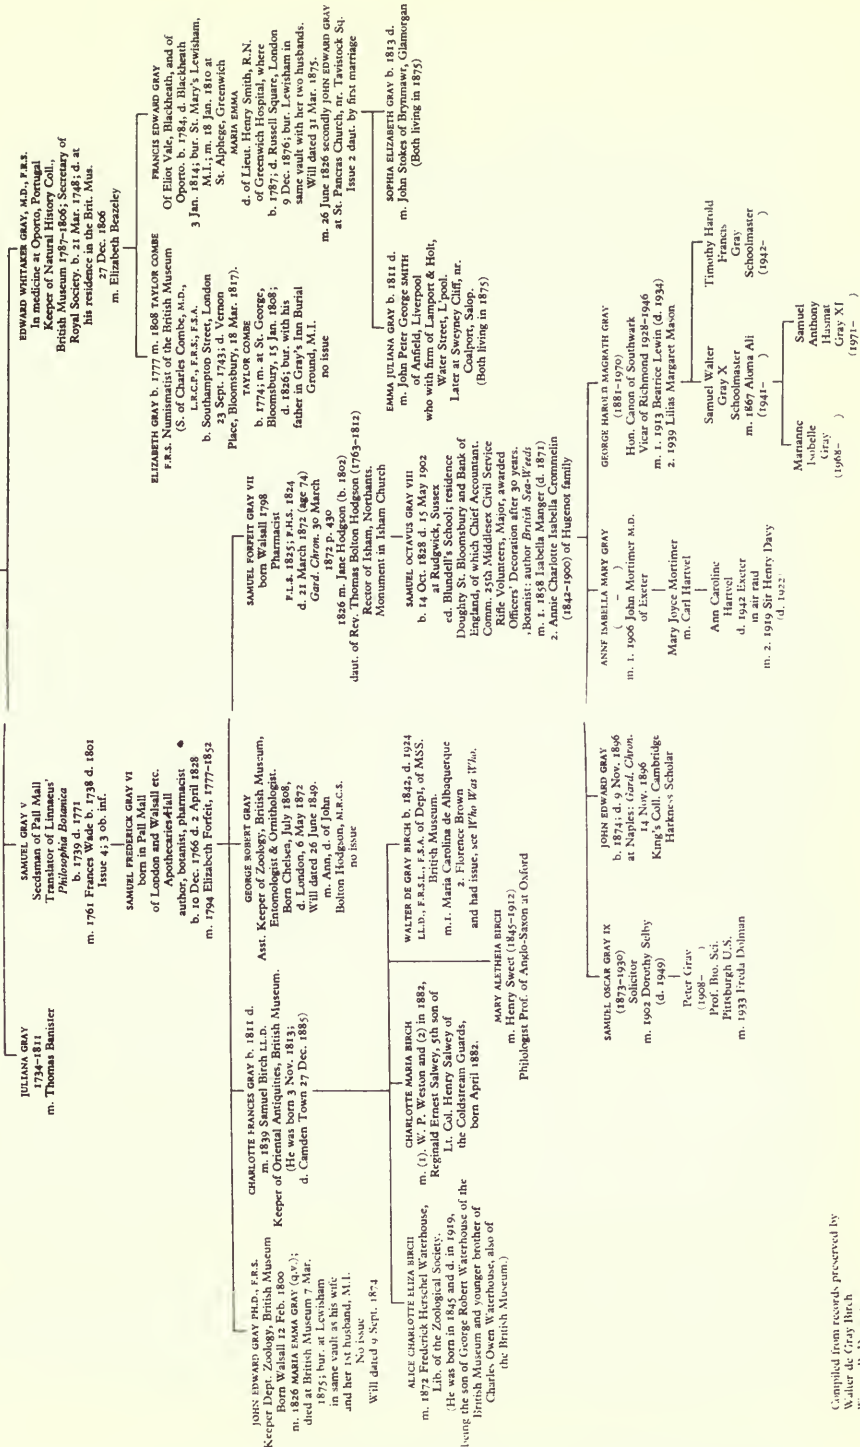 JULIANA GRAY
1734-1811
m. Thomas Banister
SAMUEL GRAY V
Seedsman of Pall Mall
Translator of Linnaeus'
Philosophia Botanica
b. 1739 d. 1771
m. 1761 Frances Wade b. 1738 d. 1801
Issue 4; 3 ob. inf.
EDWARD WHITAKER GRAY, M.D., F.R.S.
In medicine at Oporto, Portugal
Keeper of Natural History Coll.,
British Museum 1787-1806; Secretary of
Royal Society. b. 21 Mar. 1748; d. at
his residence in the Brit. Mus.
27 Dec. 1806
m. Elizabeth Beazeley
SAMUEL FREDERICK GRAY VI
born in Pall Mall
of London and Walsall etc.
Apothecaries Hall
author, botanist, pharmacist
b. 10 Dec. 1766 d. 2 April 1828
m. 1794 Elizabeth Forfeit, 1777-1852
ELIZABETH GRAY b. 1777 m. 1808 TAYLOR COMBE
F.R.S. Numismatist of the British Museum
(S. of Charles Combe, M.D.,
L.R.C.P., F.R.S., F.S.A.
b. Southampton Street, London
23 Sept. 1743; d. Vernon
Place, Bloomsbury, 18 Mar. 1817).
TAYLOR COMBE
b. 1774; m. at St. George,
Bloomsbury, 15 Jan. 1808;
d. 1826; bur. with his
father in Gray's Inn Burial
Ground, M.I.
no issue
FRANCIS EDWARD GRAY
Of Eliot Vale, Blackheath, and of
Oporto. b. 1784, d. Blackheath
3 Jan. 1814; bur. St. Mary's Lewisham,
M.I.; m. 18 Jan. 1810 at
St. Alphege, Greenwich
MARIA EMMA
d. of Lieut. Henry Smith, R.N.
of Greenwich Hospital, where
b. 1787; d. Russell Square, London
9 Dec. 1876; bur. Lewisham in
same vault with her two husbands.
Will dated 31 Mar. 1875.
m. 26 June 1826 secondly JOHN EDWARD GRAY
at St. Pancras Church, nr. Tavistock Sq.
Issue 2 daut. by first marriage
JOHN EDWARD GRAY PH.D., F.R.S.
Keeper Dept. Zoology, British Museum
Born Walsall 12 Feb. 1800
m. 1826 MARIA EMMA GRAY (q.v.);
died at British Museum 7 Mar.
1875; bur. at Lewisham
in same vault as his wife
and her 1st husband, M.I.
No issue
Will dated 9 Sept. 1874
CHARLOTTE FRANCES GRAY b. 1811 d.
m. 1839 Samuel Birch LL.D.
Keeper of Oriental Antiquities, British Museum.
(He was born 3 Nov. 1813;
d. Camden Town 27 Dec. 1885)
GEORGE ROBERT GRAY
Asst. Keeper of Zoology, British Museum,
Entomologist & Ornithologist.
Born Chelsea, July 1808,
d. London, 6 May 1872
Will dated 26 June 1849.
m. Ann, d. of John
Bolton Hodgson, M.R.C.S.
no issue
SAMUEL FORFEIT GRAY VII
born Walsall 1798
Pharmacist
F.L.S. 1825; F.H.S. 1824
d. 21 March 1872 (age 74)
Gard. Chron. 30 March
1872 p. 430
1826 m. Jane Hodgson (b. 1802)
daut. of Rev. Thomas Bolton Hodgson (1763-1812)
Rector of Isham, Northants.
Monument in Isham Church
EMMA JULIANA GRAY b. 1811 d.
m. John Peter George SMITH
of Anfield, Liverpool
who with firm of Lamport & Holt,
Water Street, L'pool.
Later at Sweyney Cliff, nr.
Coalport, Salop.
(Both living in 1875)
SOPHIA ELIZABETH GRAY b. 1813 d.
m. John Stokes of Brynmawr, Glamorgan
(Both living in 1875)
ALICE CHARLOTTE ELIZA BIRCH
m. 1872 Frederick Herschel Waterhouse,
Lib. of the Zoological Society.
(He was born in 1845 and d. in 1919,
being the son of George Robert Waterhouse of the
British Museum and younger brother of
Charles Owen Waterhouse, also of
the British Museum.)
CHARLOTTE MARIA BIRCH
m. (1). W. P. Weston and (2) in 1882,
Reginald Ernest Salwey, 5th son of
Lt. Col. Henry Salwey of
the Coldstream Guards,
born April 1882.
MARY ALETHEIA BIRCH
m. Henry Sweet (1845-1912)
Philologist Prof. of Anglo-Saxon at Oxford
WALTER DE GRAY BIRCH b. 1842, d. 1924
LL.D., F.R.S.L., F.S.A. of Dept, of MSS.
British Museum.
m.1. Maria Carolina de Alboaquerque
2. Florence Brown
and had issue, see Who Was Who.
SAMUEL OCTAVUS GRAY VIII
b. 14 Oct. 1828 d. 15 May 1902
at Rudgwick, Sussex
ed. Blundell's School; residence
Doughty St. Bloomsbury and Bank of
England, of which Chief Accountant.
Comm. 25th Middlesex Civil Service
Rifle Volunteers, Major, awarded
Officers' Decoration after 30 years.
Botanist: author British Sea-Weeds
m. 1. 1858 Isabella Manger (d. 1871)
2. Annie Charlotte Isabella Crommelin
(1842-1900) of Hugenot family
SAMUEL OSCAR GRAY IX
(1873-1930)
Solicitor
m. 1902 Dorothy Selby
(d. 1949)
Peter Gray
(1908- )
Prof. Bio. Sci.
Pittsburgh U.S.
m. 1933 Freda Dolman
JOHN EDWARD GRAY
b. 1874; d. 9 Nov. 1896
at Naples: Gard. Chron.
14 Nov. 1896
King's Coll. Cambridge
Harkness Scholar
ANNE ISABELLA MARY GRAY
( - )
m. 1. 1906 John Mortimer M.D.
of Exeter
Mary Joyce Mortimer
m. Carl Hartvel
Ann Caroline
Hartvel
d. 1942 Exeter
in air raid
m. 2. 1919 Sir Henry Davy
(d. 1922
GEORGE HAROLD MAGRATH GRAY
(1881-1970)
Hon. Canon of Southwark
Vicar of Richmond 1928-1946
m. 1. 1913 Beatrice Lewin (d. 1934)
2. 1939 Lilias Margaret Mason
Samuel Walter
Gray X
Schoolmaster
m. 1867 Aloma Ali
(1941- )
Timothy Harold
Francis
Gray
Schoolmaster
(1942- )
Marianne
Isobelle
Gray
(1968- )
Samuel
Anthony
Hasmat
Gray XI
(1971- )
Compiled from records preserved by
Walter de Gray Birch